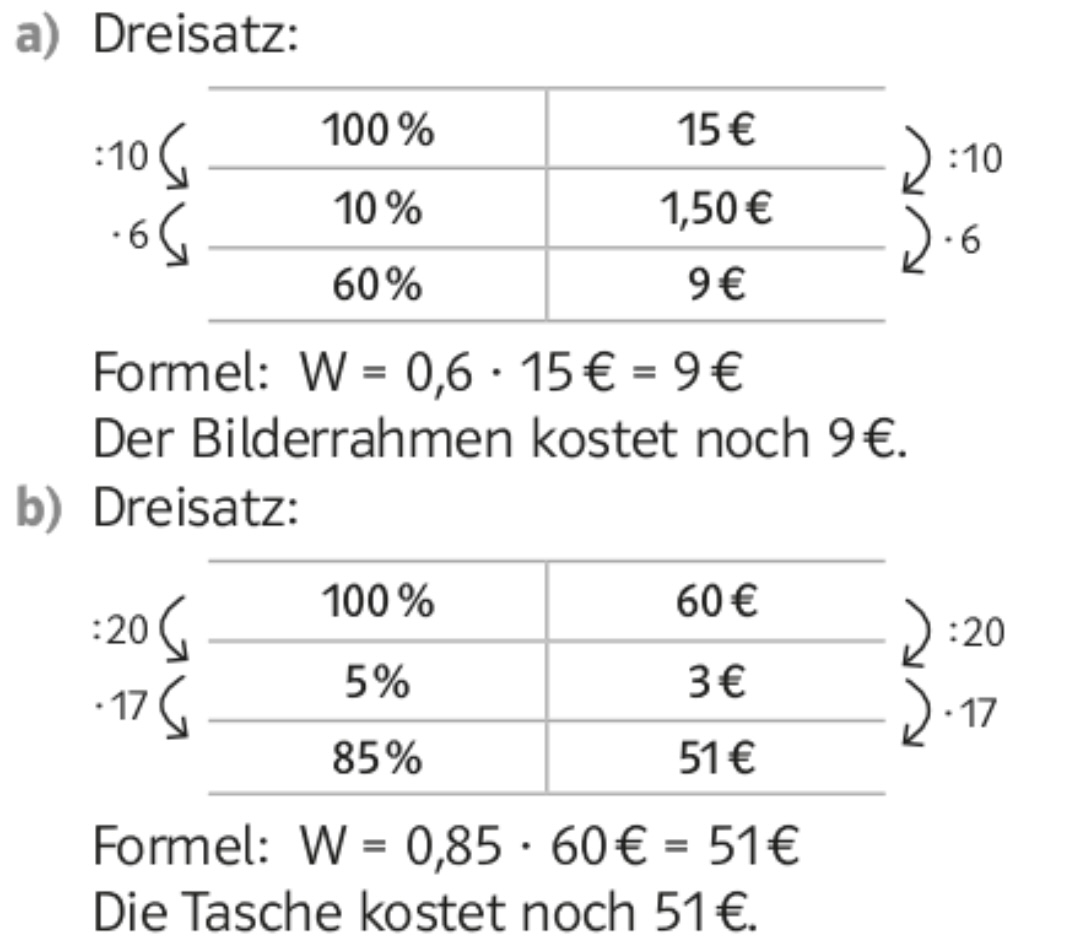 a) Dreisatz:
100 % 15 €
:10 :10
10 % 1,50 €
· 6 · 6
60 % 9 €
Formel: W = 0,6 · 15 € = 9 €
Der Bilderrahmen kostet noch 9 €.
b) Dreisatz:
100 % 60 €
:20 :20
5 % 3 €
· 17 · 17
85 % 51 €
Formel: W = 0,85 · 60 € = 51 €
Die Tasche kostet noch 51 €.